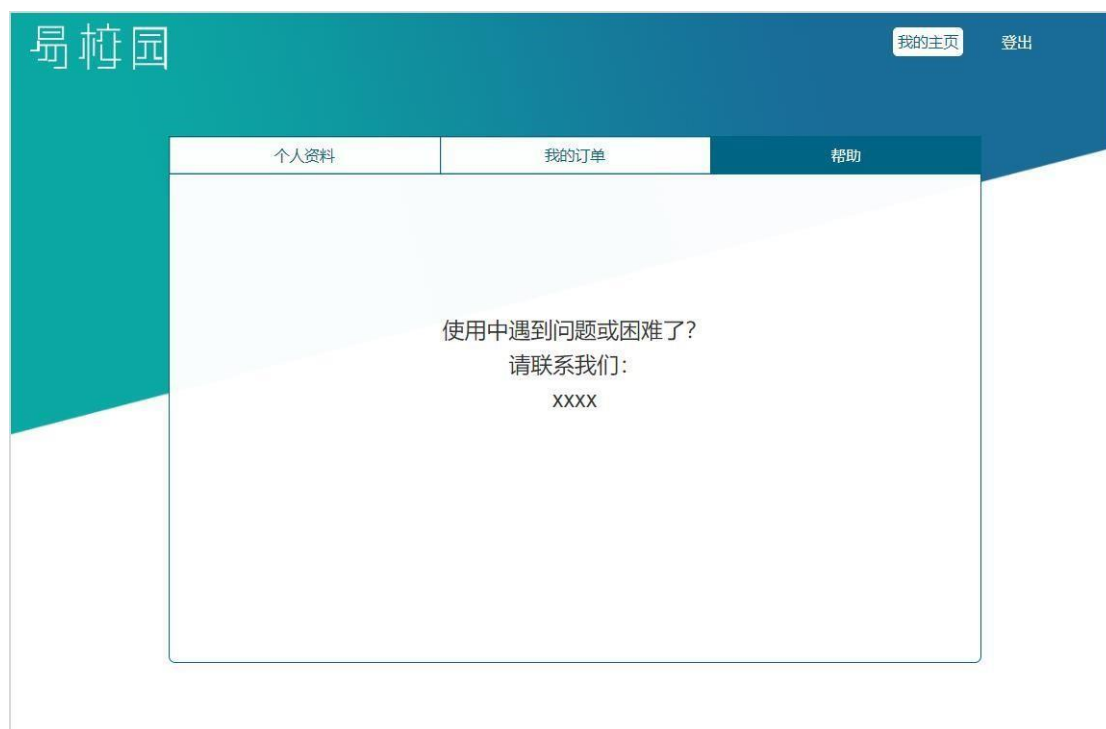 易桩园
我的主页
登出
个人资料
我的订单
帮助
使用中遇到问题或困难了?
请联系我们:
xxxx